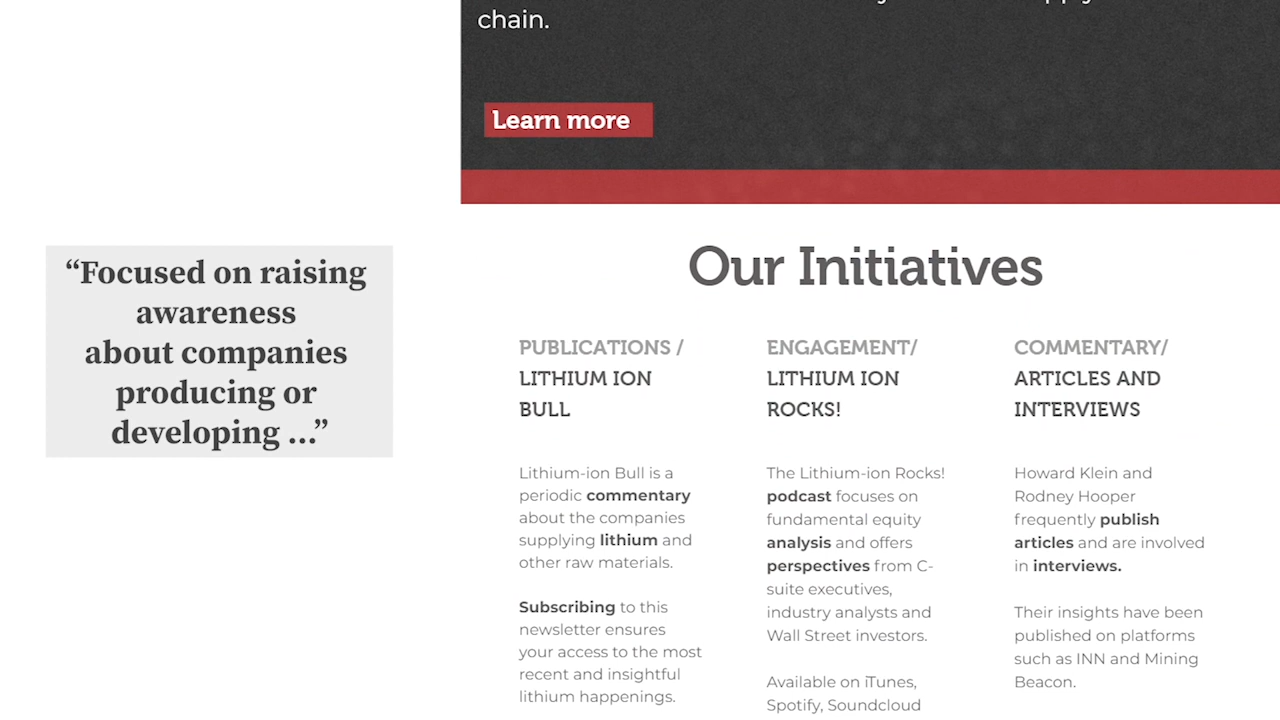 chain.
Learn more
“Focused on raising
awareness
about companies
producing or
developing ...”
Our Initiatives
PUBLICATIONS /
LITHIUM ION
BULL
Lithium-ion Bull is a
periodic commentary
about the companies
supplying lithium and
other raw materials.
Subscribing to this
newsletter ensures
your access to the most
recent and insightful
lithium happenings.
ENGAGEMENT/
LITHIUM ION
ROCKS!
The Lithium-ion Rocks!
podcast focuses on
fundamental equity
analysis and offers
perspectives from C-
suite executives,
industry analysts and
Wall Street investors.
Available on iTunes,
Spotify, Soundcloud
COMMENTARY/
ARTICLES AND
INTERVIEWS
Howard Klein and
Rodney Hooper
frequently publish
articles and are involved
in interviews.
Their insights have been
published on platforms
such as INN and Mining
Beacon.